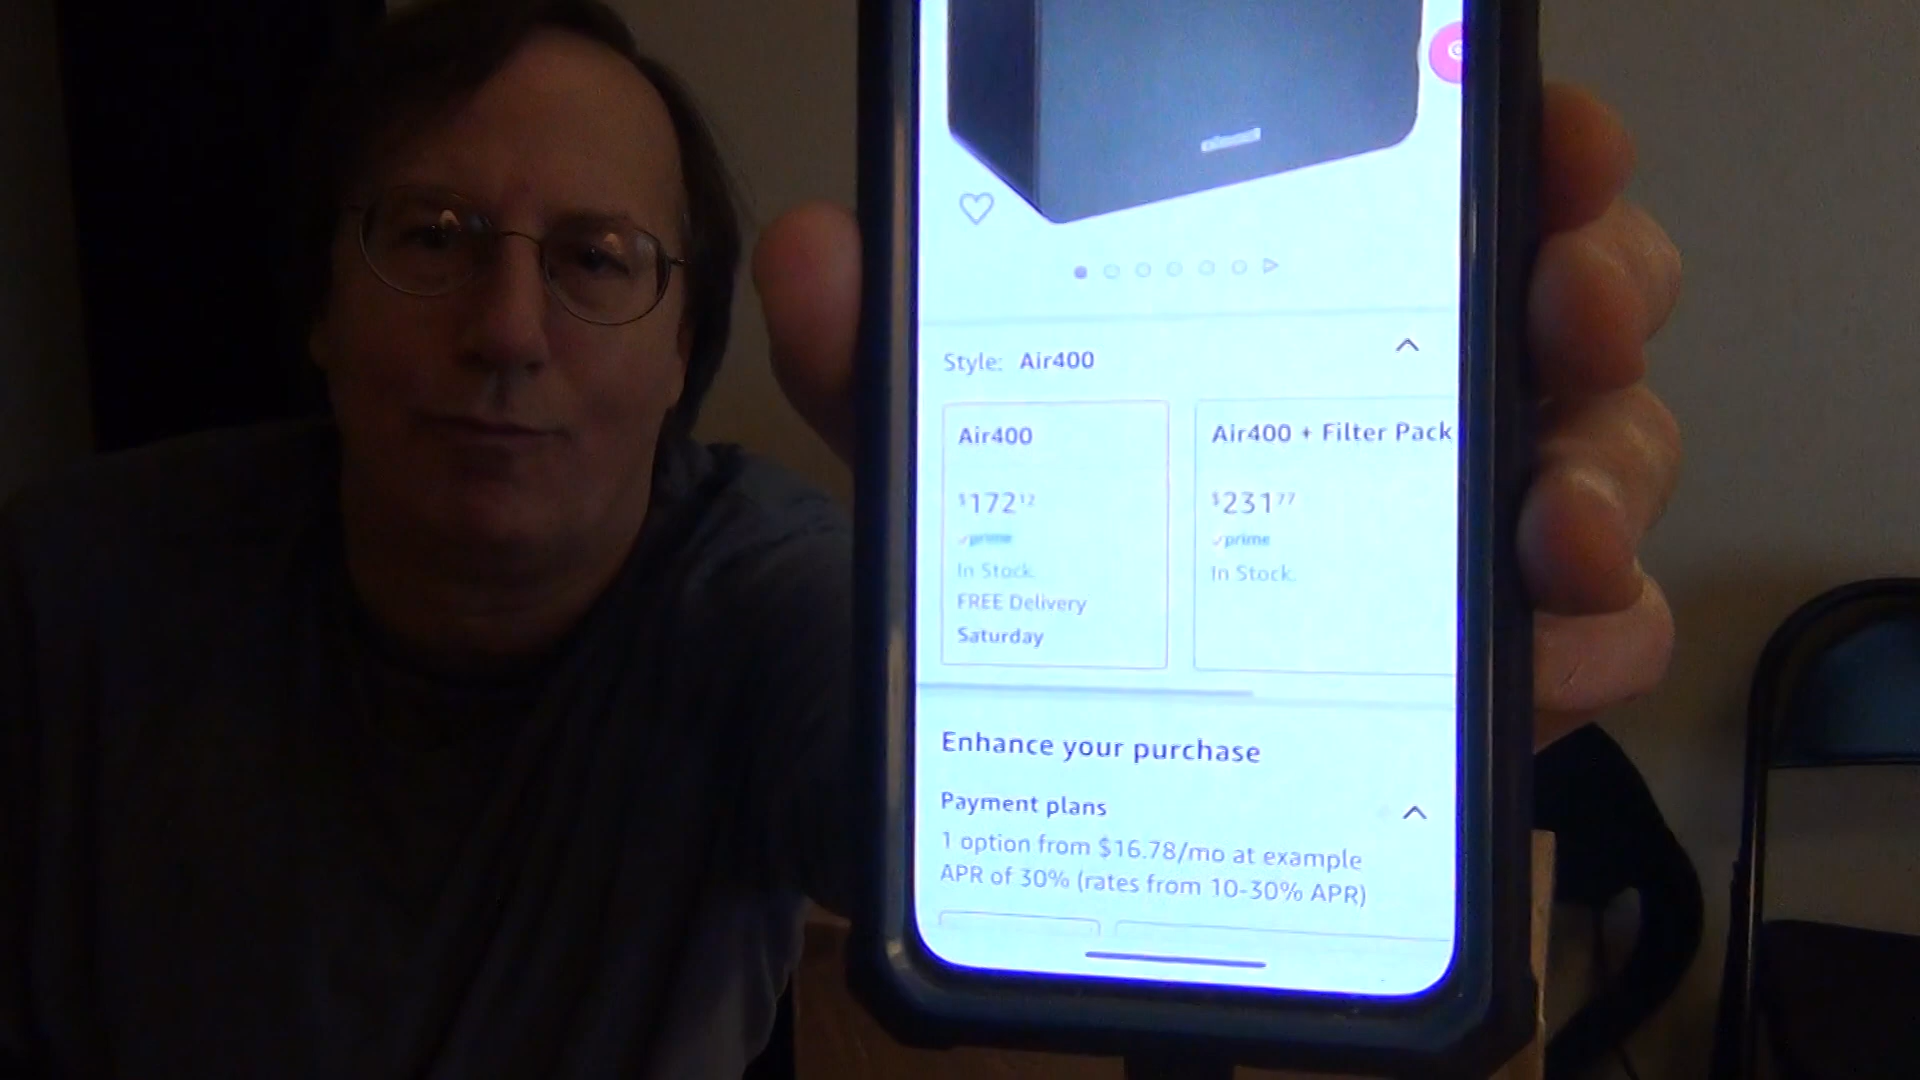 Style: Air400
Air400
$172 12
prime
In Stock.
FREE Delivery
Saturday
Air400 + Filter Pack
$231 77
prime
In Stock.
Enhance your purchase
Payment plans
1 option from $16.78/mo at example
APR of 30% (rates from 10-30% APR)